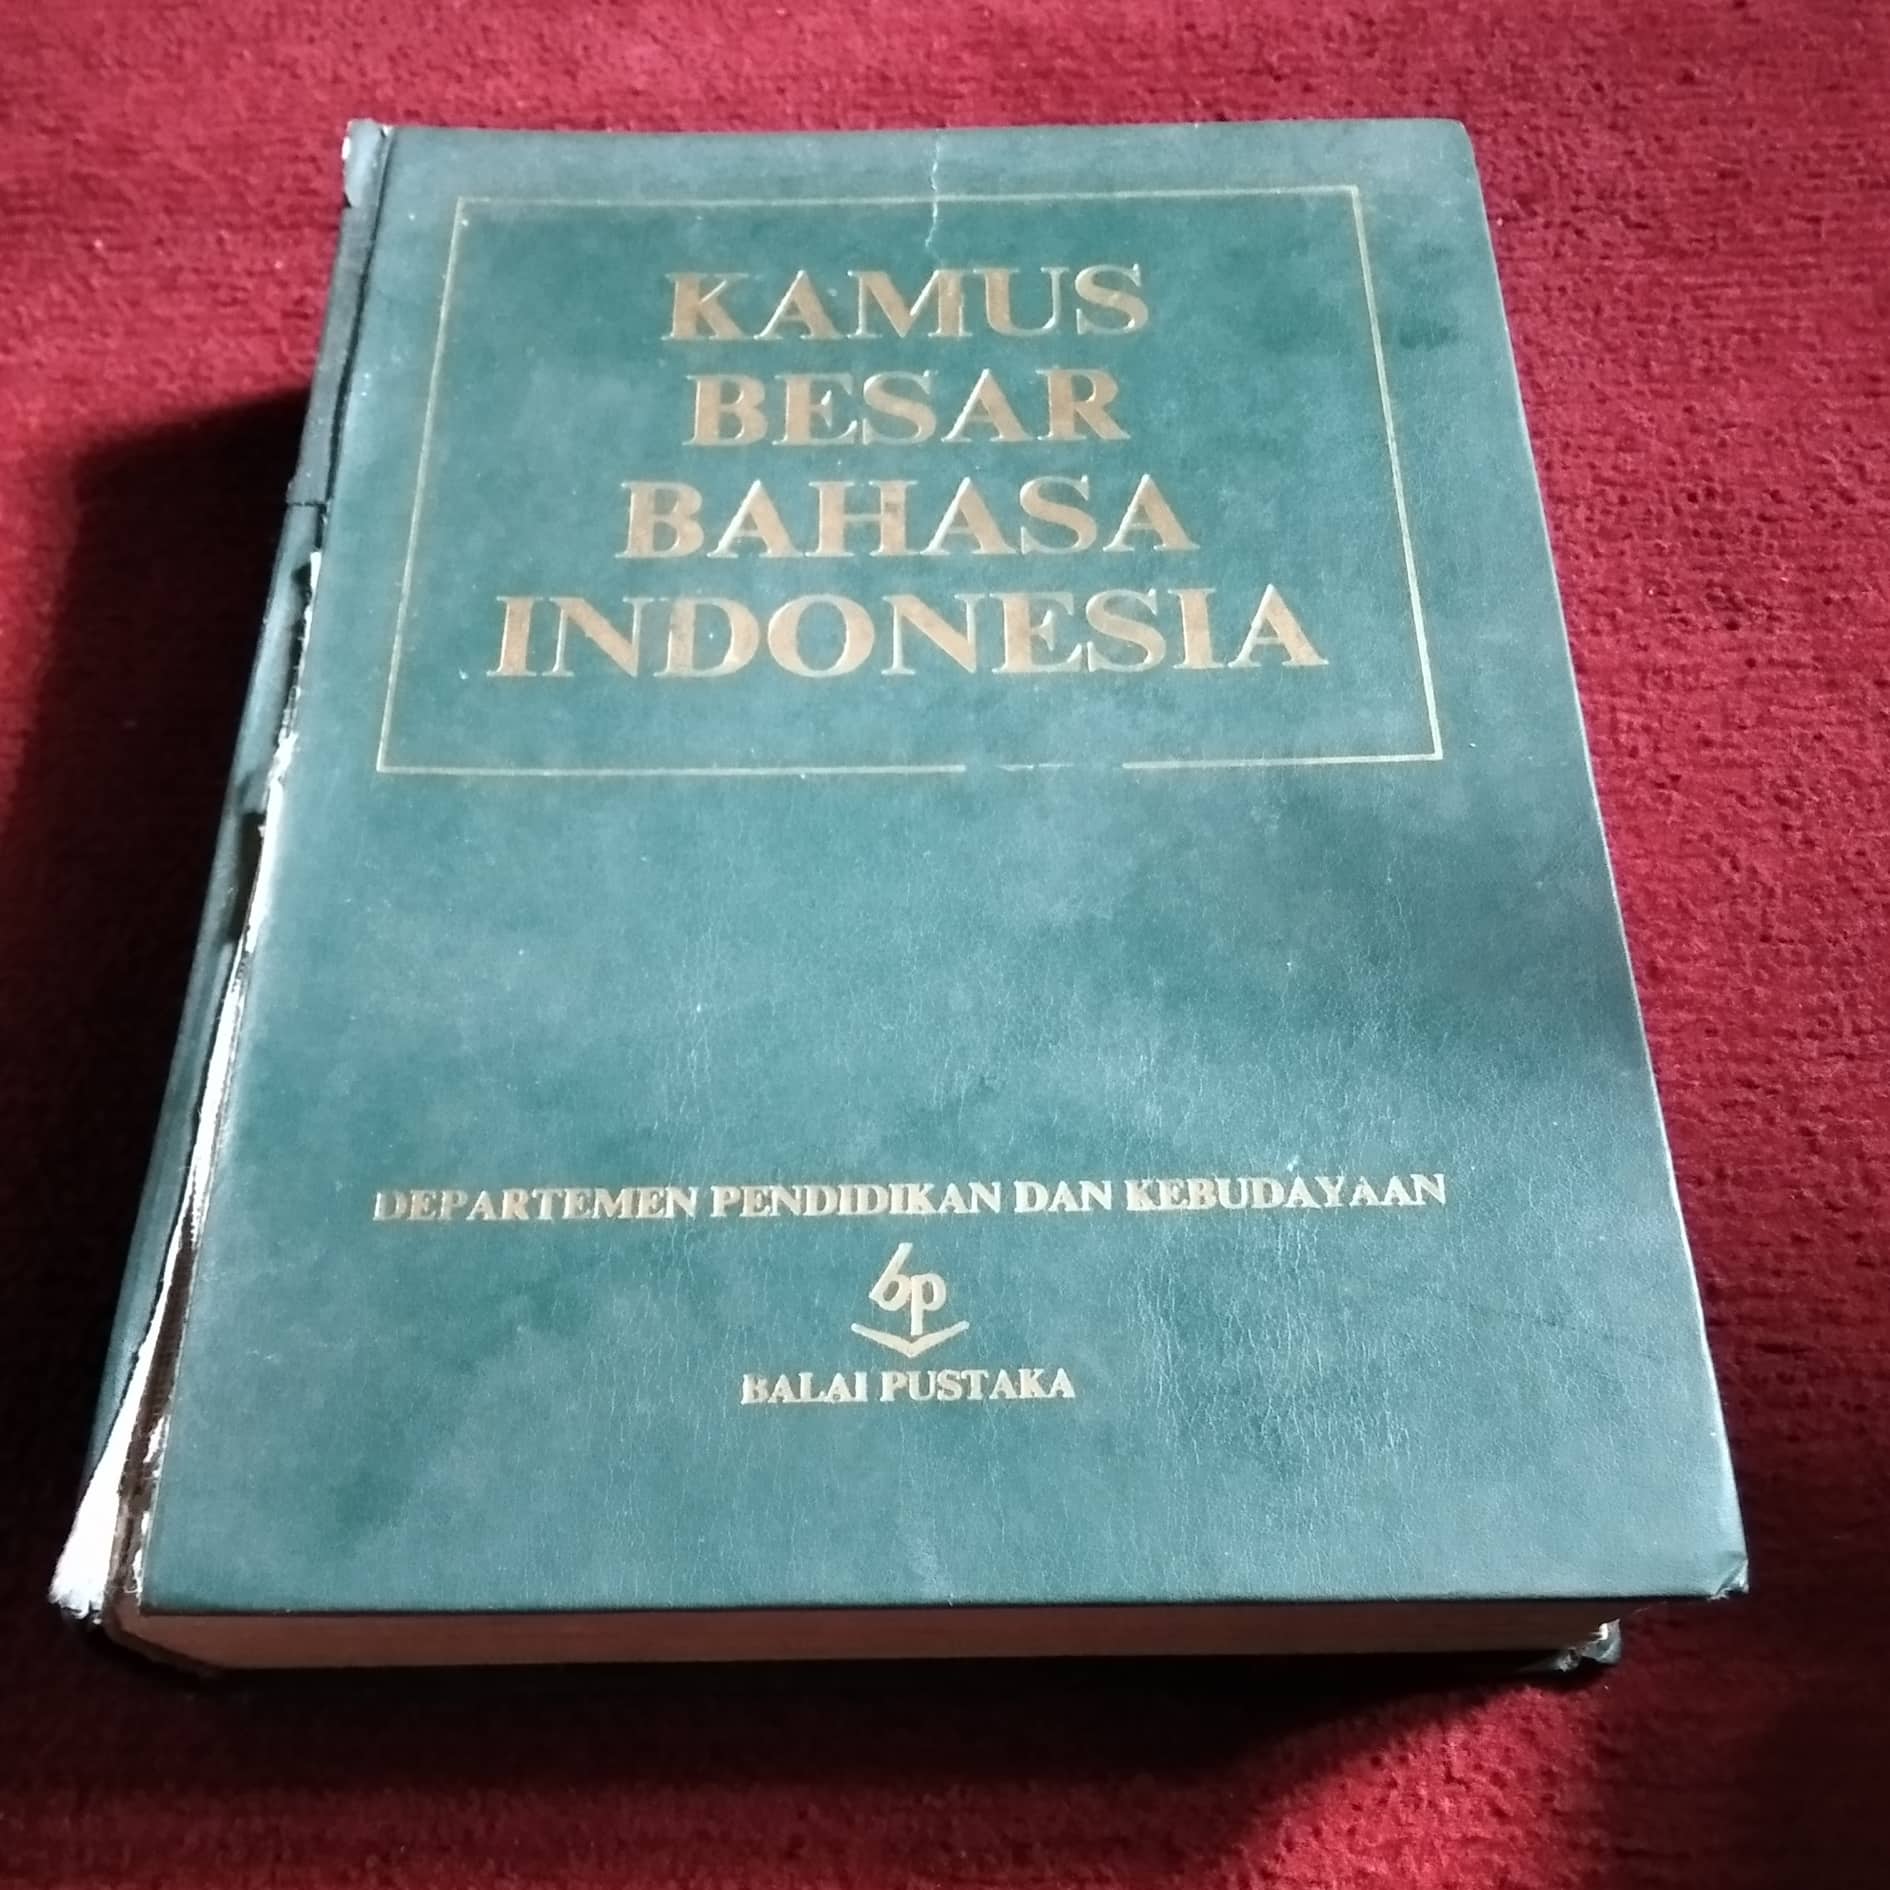 KAMUS
BESAR
BAHASA
INDONESIA
DEPARTEMEN PENDIDIKAN DAN KEBUDAYAAN
bp
BALAI PUSTAKA